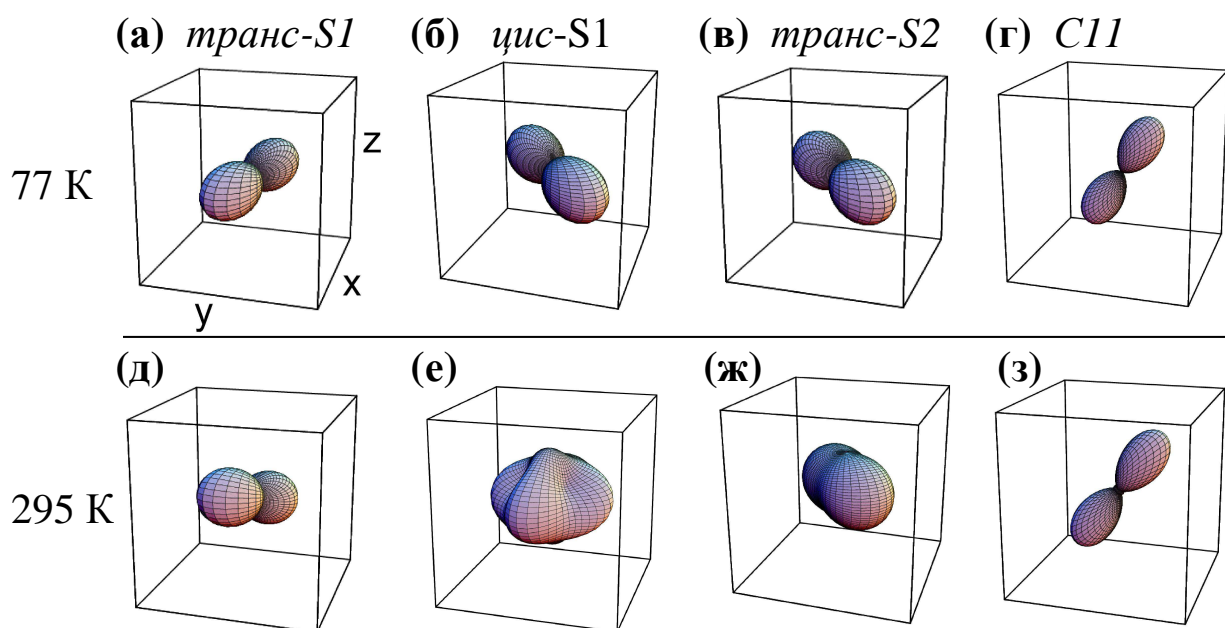 (а) транс-S1 (б) цис-S1 (в) транс-S2 (г) C11
z
77 К
x
y
(д) (е) (ж) (з)
295 К